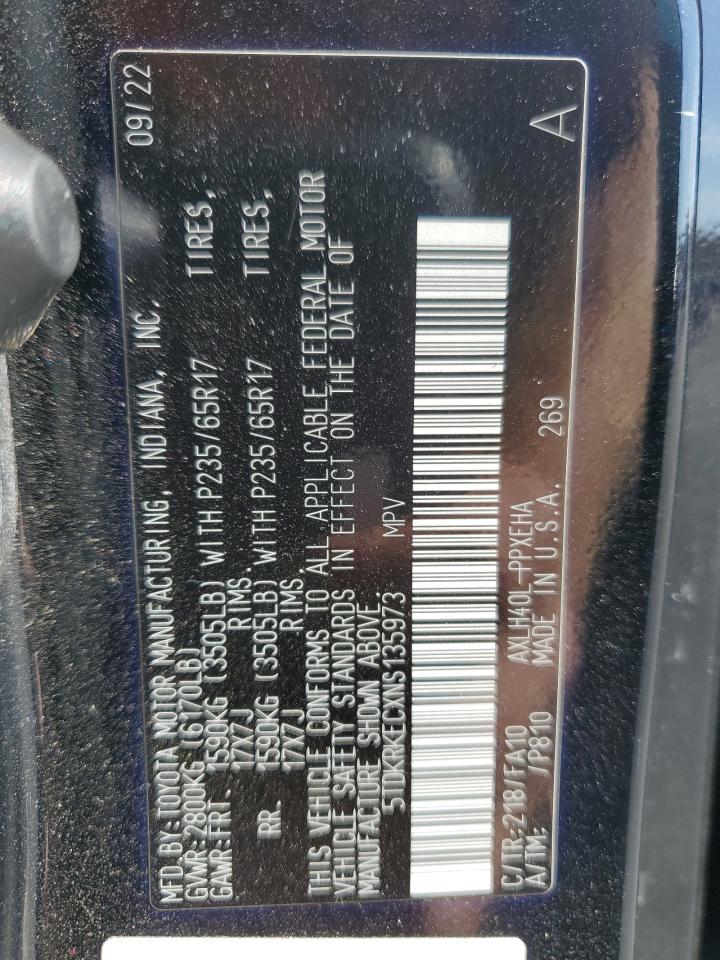 MFD. BY: TOYOTA MOTOR MANUFACTURING, INDIANA, INC. 09/22
GVWR: 2800KG (6170LB)
GAWR: FRT. 1590KG (3505LB) WITH P235/65R17 TIRES,
17X7J RIMS.
RR. 1590KG (3505LB) WITH P235/65R17 TIRES,
17X7J RIMS.
THIS VEHICLE CONFORMS TO ALL APPLICABLE FEDERAL MOTOR
VEHICLE SAFETY STANDARDS IN EFFECT ON THE DATE OF
MANUFACTURE SHOWN ABOVE.
5TDKRKECXNS135973 MPV
C/TR: 218/FA10 AXLH40L-PPXEHA
A/TM: /P810 MADE IN U.S.A. 269 A